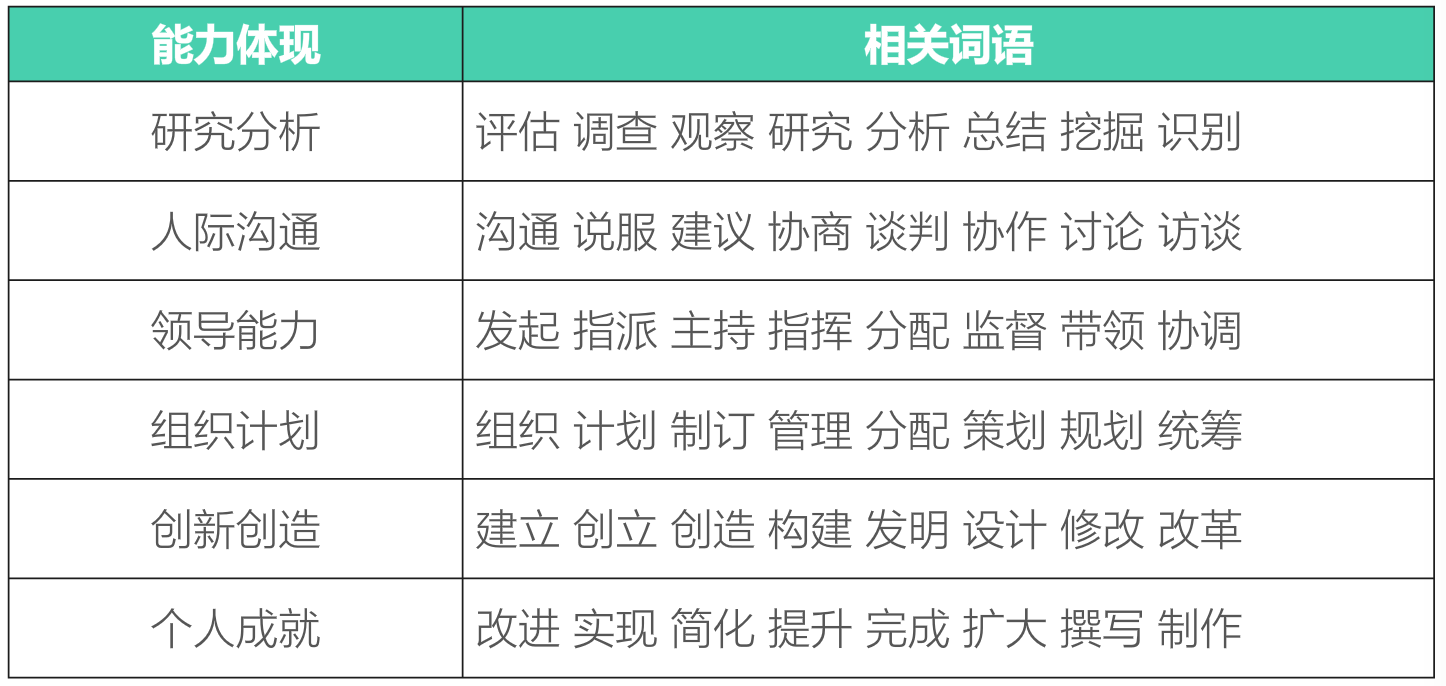 能力体现 相关词语
研究分析 评估 调查 观察 研究 分析 总结 挖掘 识别
人际沟通 沟通 说服 建议 协商 谈判 协作 讨论 访谈
领导能力 发起 指派 主持 指挥 分配 监督 带领 协调
组织计划 组织 计划 制订 管理 分配 策划 规划 统筹
创新创造 建立 创立 创造 构建 发明 设计 修改 改革
个人成就 改进 实现 简化 提升 完成 扩大 撰写 制作